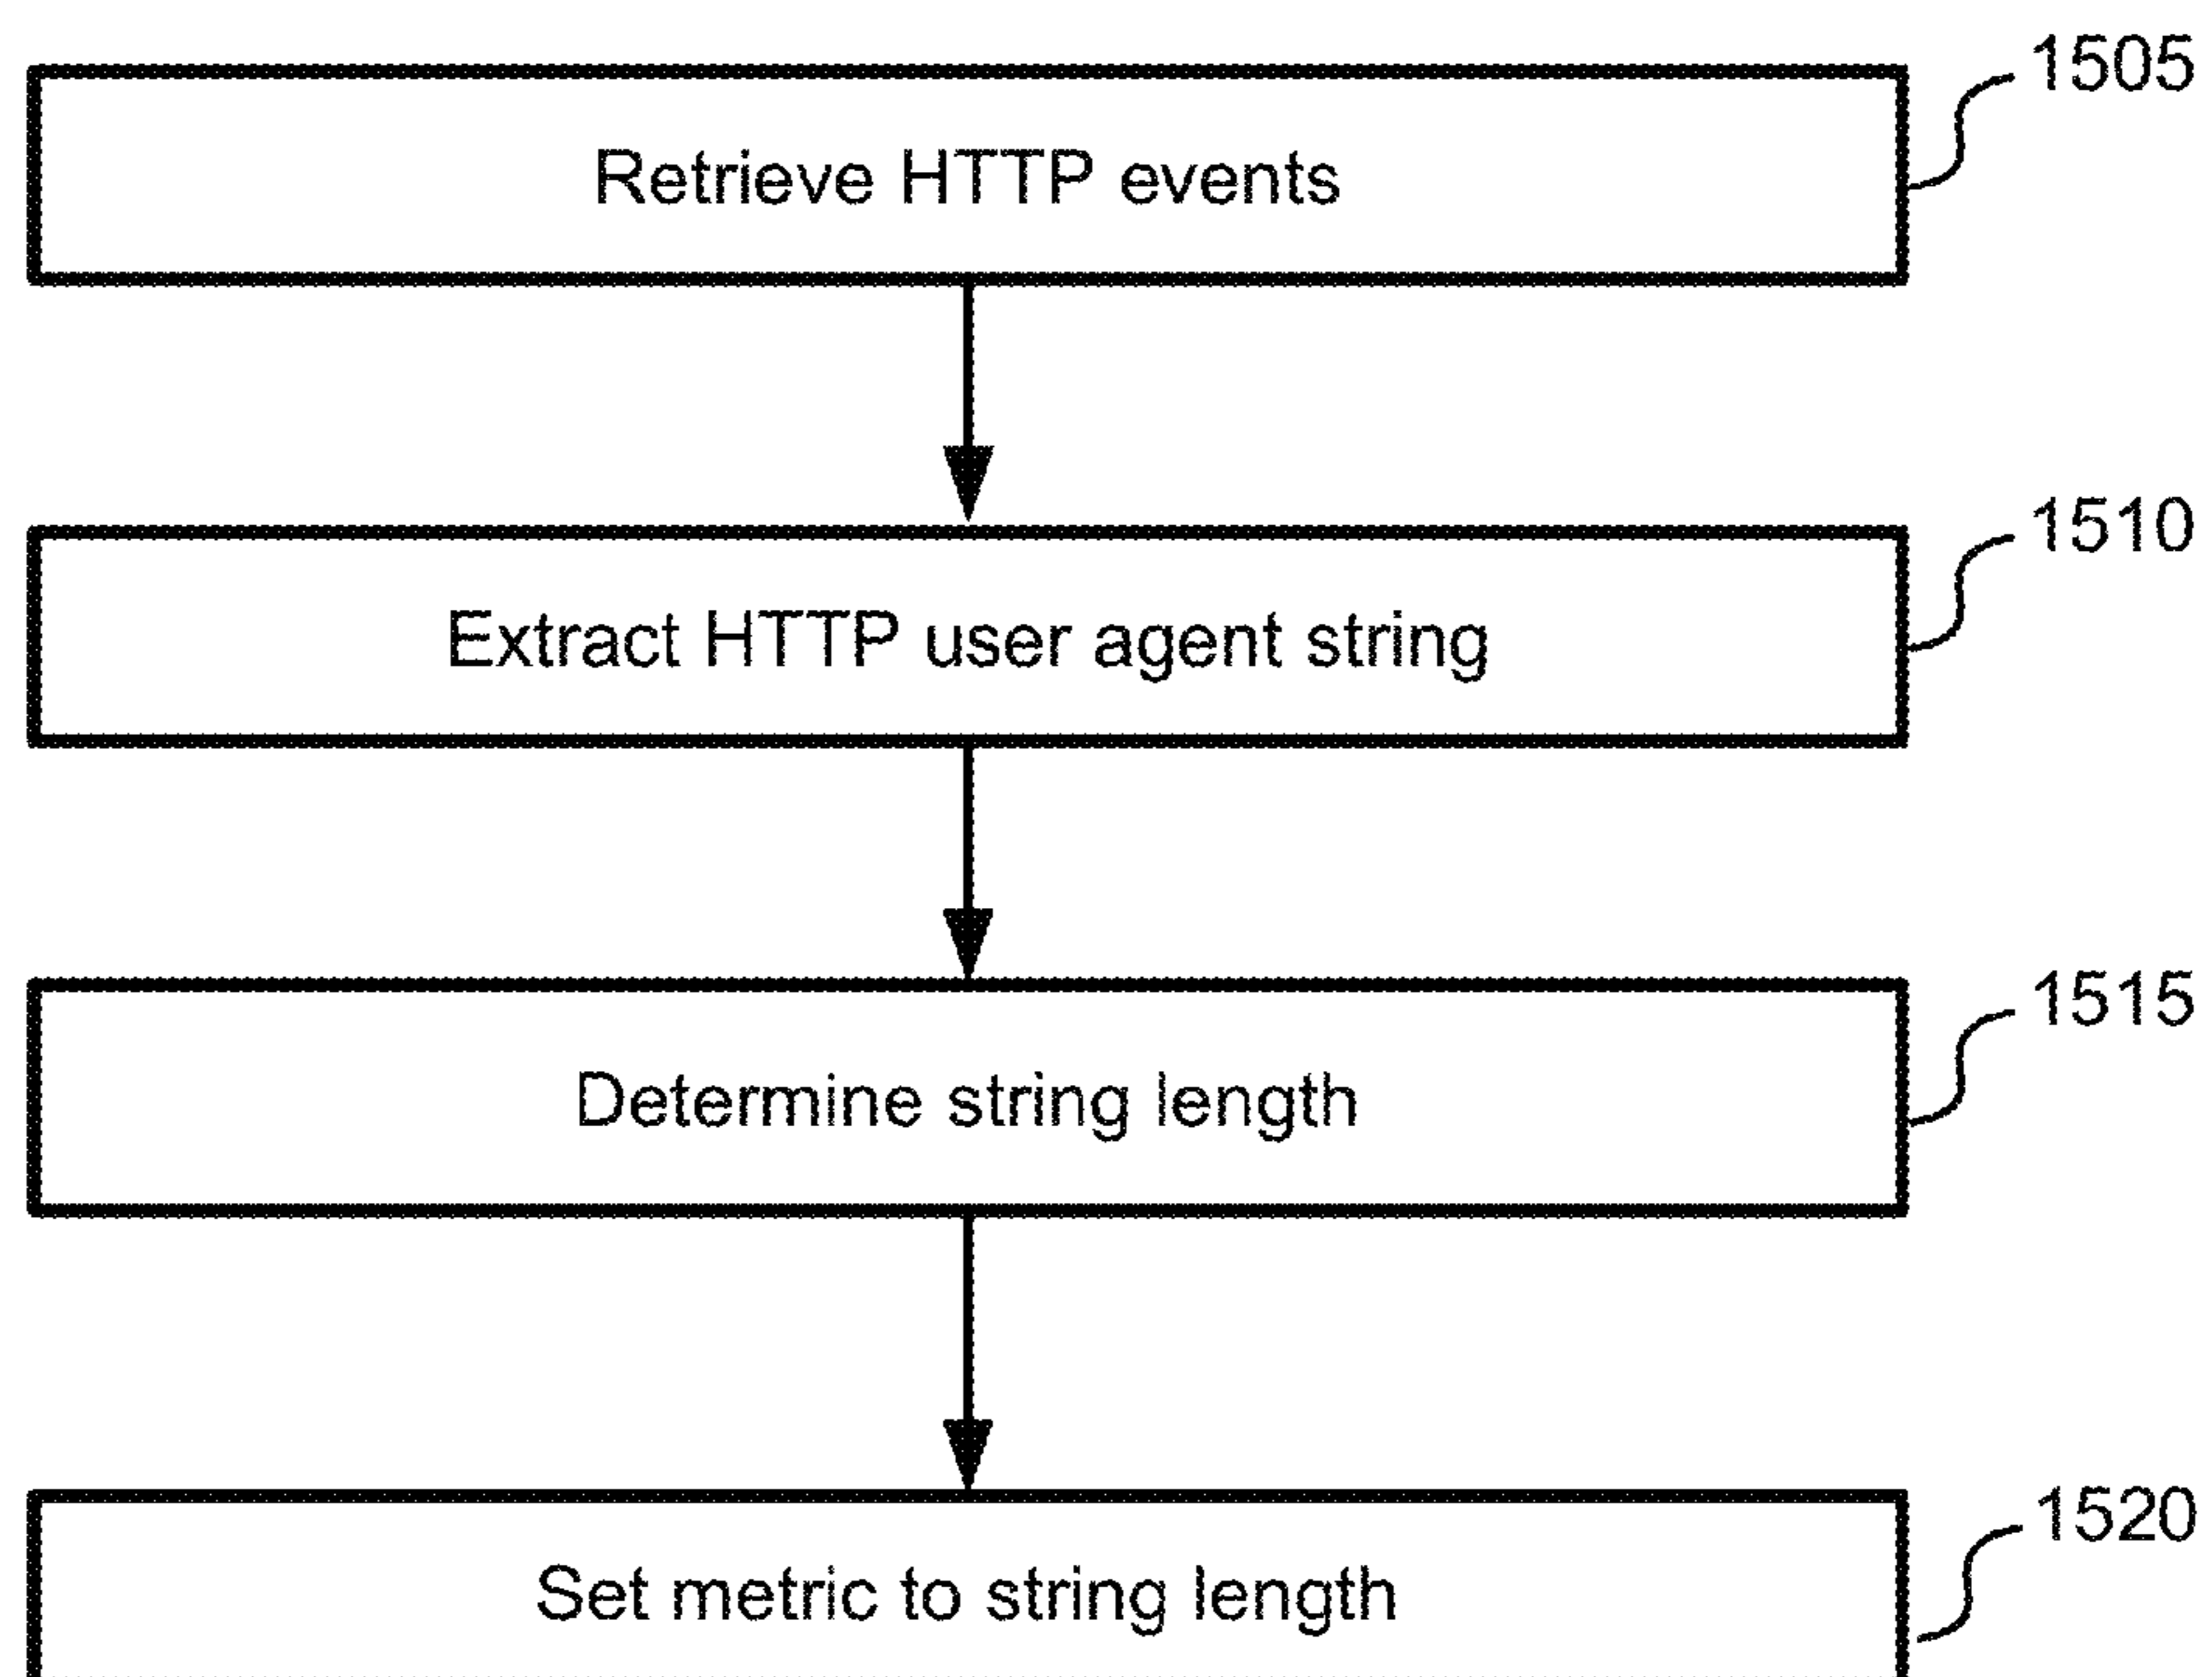 1505
Retrieve HTTP events
1510
Extract HTTP user agent string
1515
Determine string length
1520
Set metric to string length